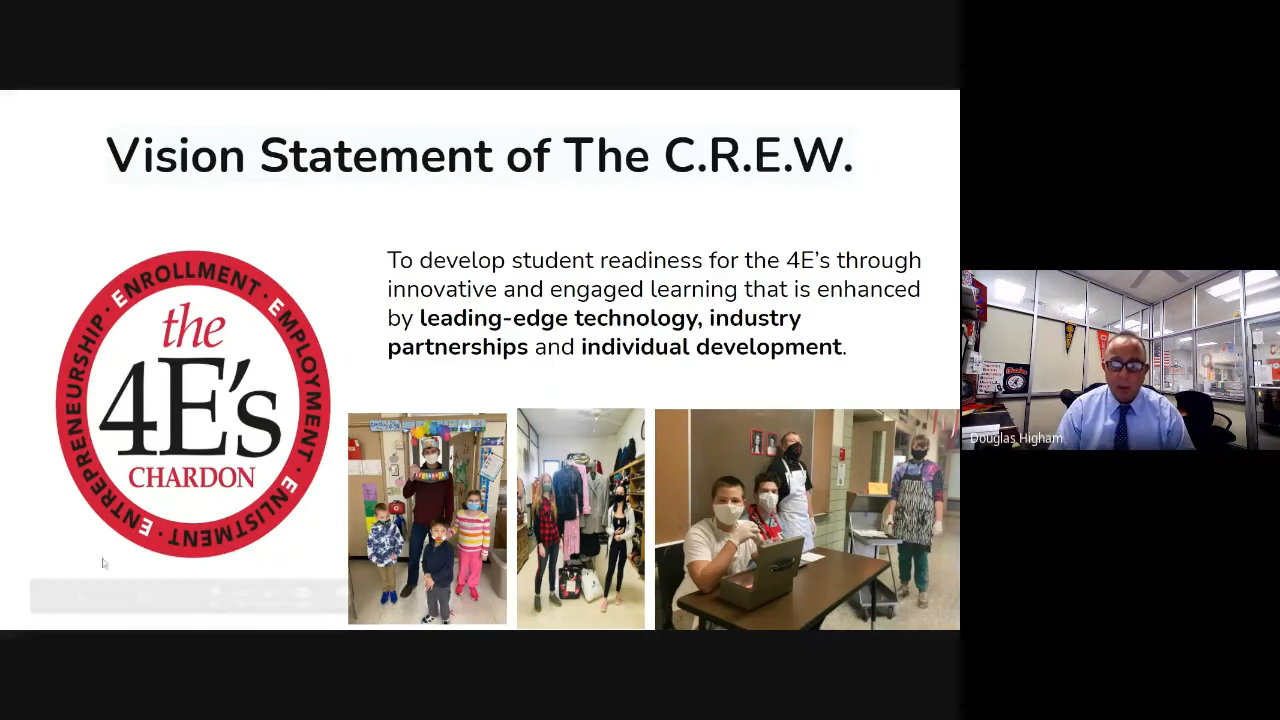 Vision Statement of The C.R.E.W.
To develop student readiness for the 4E's through
innovative and engaged learning that is enhanced
by leading-edge technology, industry
partnerships and individual development.
ENROLLMENT · EMPLOYMENT · ENLISTMENT · ENTREPRENEURSHIP ·
the
4E's
CHARDON
Douglas Higham